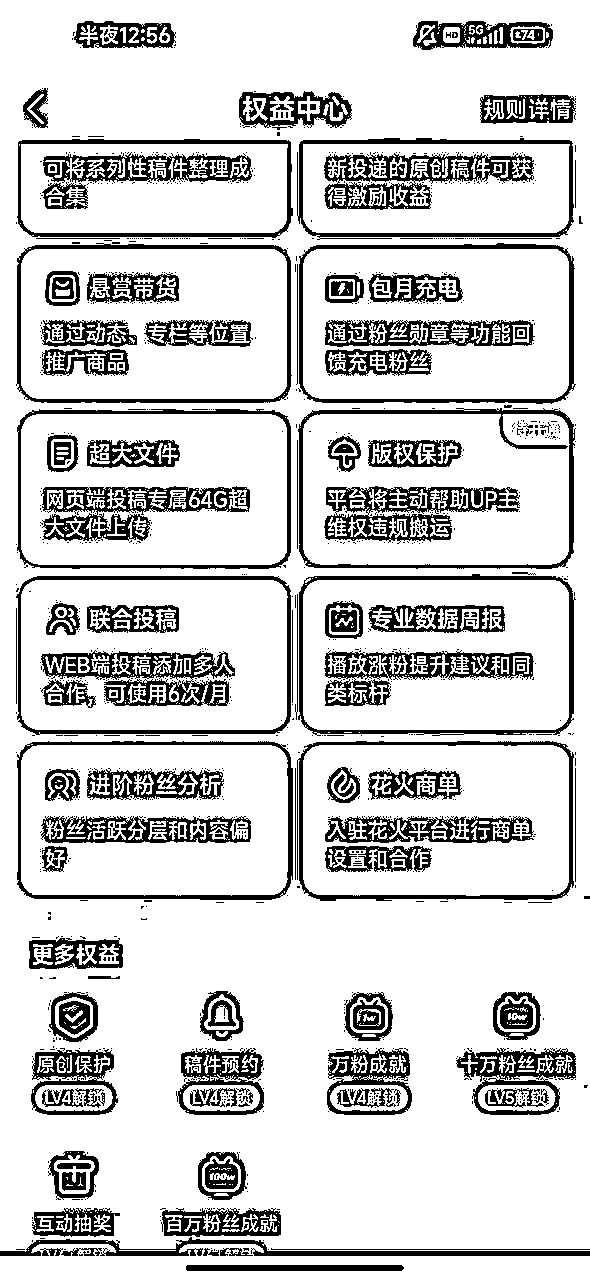 半夜12:56
HD 5G 74
权益中心
规则详情
可将系列性稿件整理成
合集
新投递的原创稿件可获
得激励收益
悬赏带货
通过动态、专栏等位置
推广商品
包月充电
通过粉丝勋章等功能回
馈充电粉丝
超大文件
网页端投稿专属64G超
大文件上传
待开通
版权保护
平台将主动帮助UP主
维权违规搬运
联合投稿
WEB端投稿添加多人
合作，可使用6次/月
专业数据周报
播放涨粉提升建议和同
类标杆
进阶粉丝分析
粉丝活跃分层和内容偏
好
花火商单
入驻花火平台进行商单
设置和合作
更多权益
1w
10w
原创保护
稿件预约
万粉成就
十万粉丝成就
LV4解锁
LV4解锁
LV4解锁
LV5解锁
100w
互动抽奖
百万粉丝成就